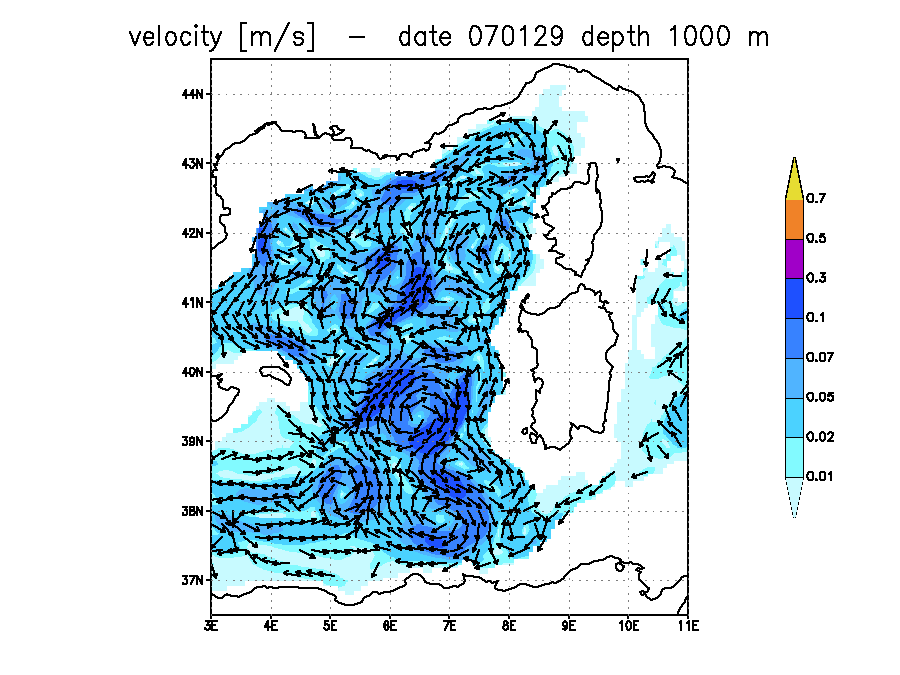 velocity [m/s] – date 070129 depth 1000 m
44N
43N
42N
41N
40N
39N
38N
37N
3E 4E 5E 6E 7E 8E 9E 10E 11E
0.7
0.5
0.3
0.1
0.07
0.05
0.02
0.01